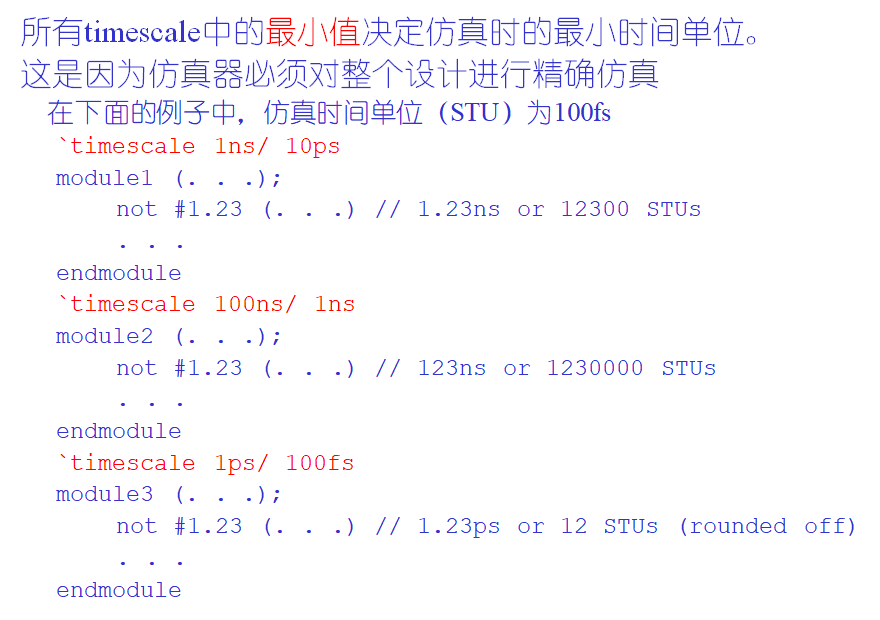 所有timescale中的最小值决定仿真时的最小时间单位。
这是因为仿真器必须对整个设计进行精确仿真
在下面的例子中，仿真时间单位（STU）为100fs
`timescale 1ns/ 10ps
module1 (. . .);
not #1.23 (. . .) // 1.23ns or 12300 STUs
. . .
endmodule
`timescale 100ns/ 1ns
module2 (. . .);
not #1.23 (. . .) // 123ns or 1230000 STUs
. . .
endmodule
`timescale 1ps/ 100fs
module3 (. . .);
not #1.23 (. . .) // 1.23ps or 12 STUs (rounded off)
. . .
endmodule